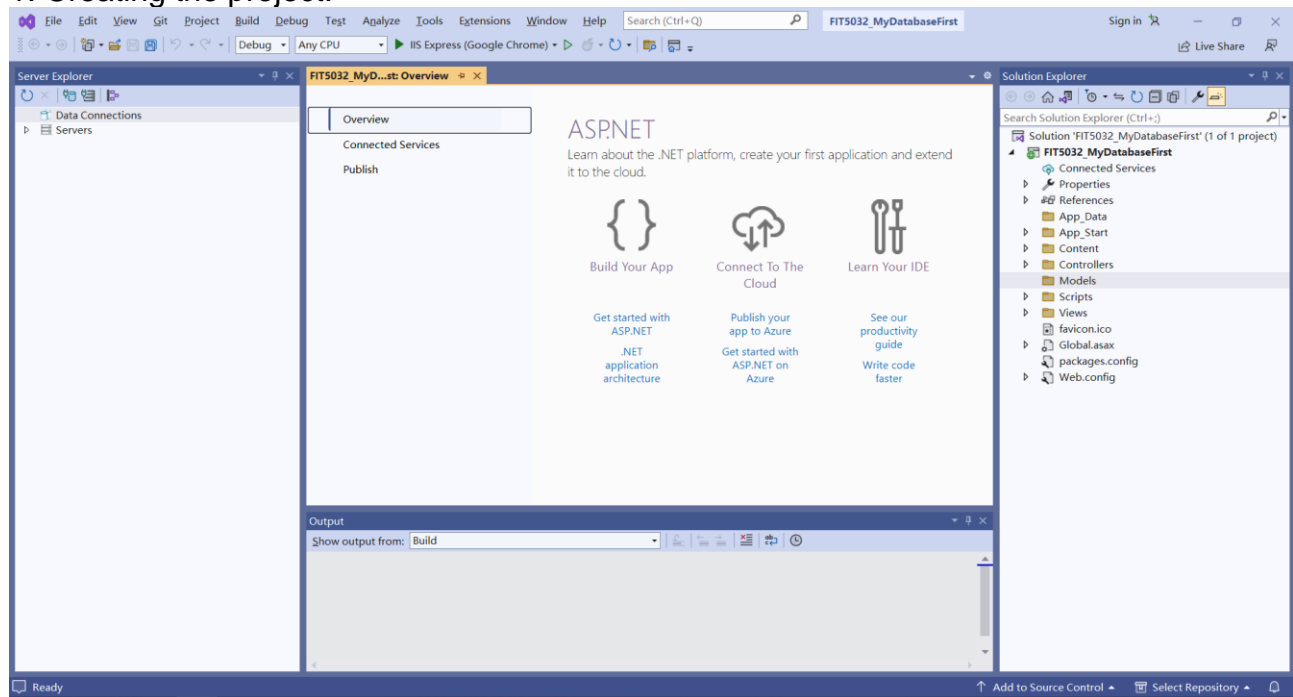 1. Creating the project.
File Edit View Git Project Build Debug Test Analyze Tools Extensions Window Help Search (Ctrl+Q) FIT5032_MyDatabaseFirst Sign in
Debug Any CPU IIS Express (Google Chrome) Live Share
Server Explorer
Data Connections
Servers
FIT5032_MyD...st: Overview
Overview
Connected Services
Publish
ASP.NET
Learn about the .NET platform, create your first application and extend
it to the cloud.
Build Your App
Connect To The
Cloud
Learn Your IDE
Get started with
ASP.NET
.NET
application
architecture
Publish your
app to Azure
Get started with
ASP.NET on
Azure
See our
productivity
guide
Write code
faster
Output
Show output from: Build
Solution Explorer
Search Solution Explorer (Ctrl+;)
Solution 'FIT5032_MyDatabaseFirst' (1 of 1 project)
FIT5032_MyDatabaseFirst
Connected Services
Properties
References
App_Data
App_Start
Content
Controllers
Models
Scripts
Views
favicon.ico
Global.asax
packages.config
Web.config
Ready Add to Source Control Select Repository